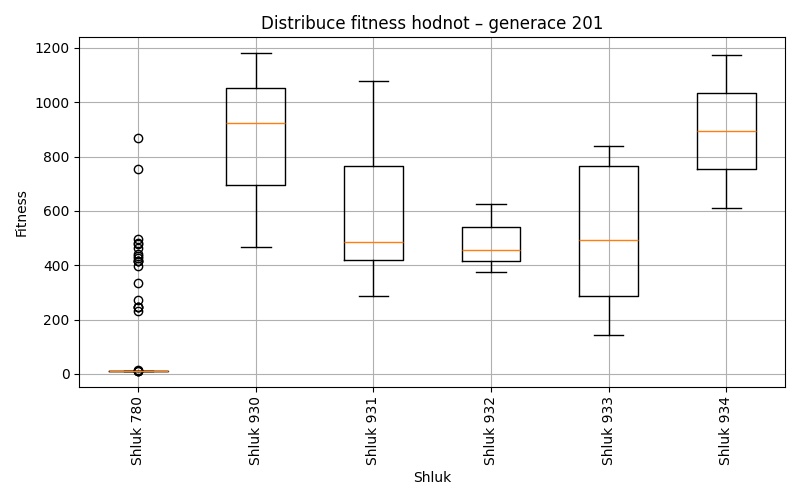 Distribuce fitness hodnot – generace 201
1200
1000
800
600
400
200
0
Fitness
Shluk 780
Shluk 930
Shluk 931
Shluk 932
Shluk 933
Shluk 934
Shluk